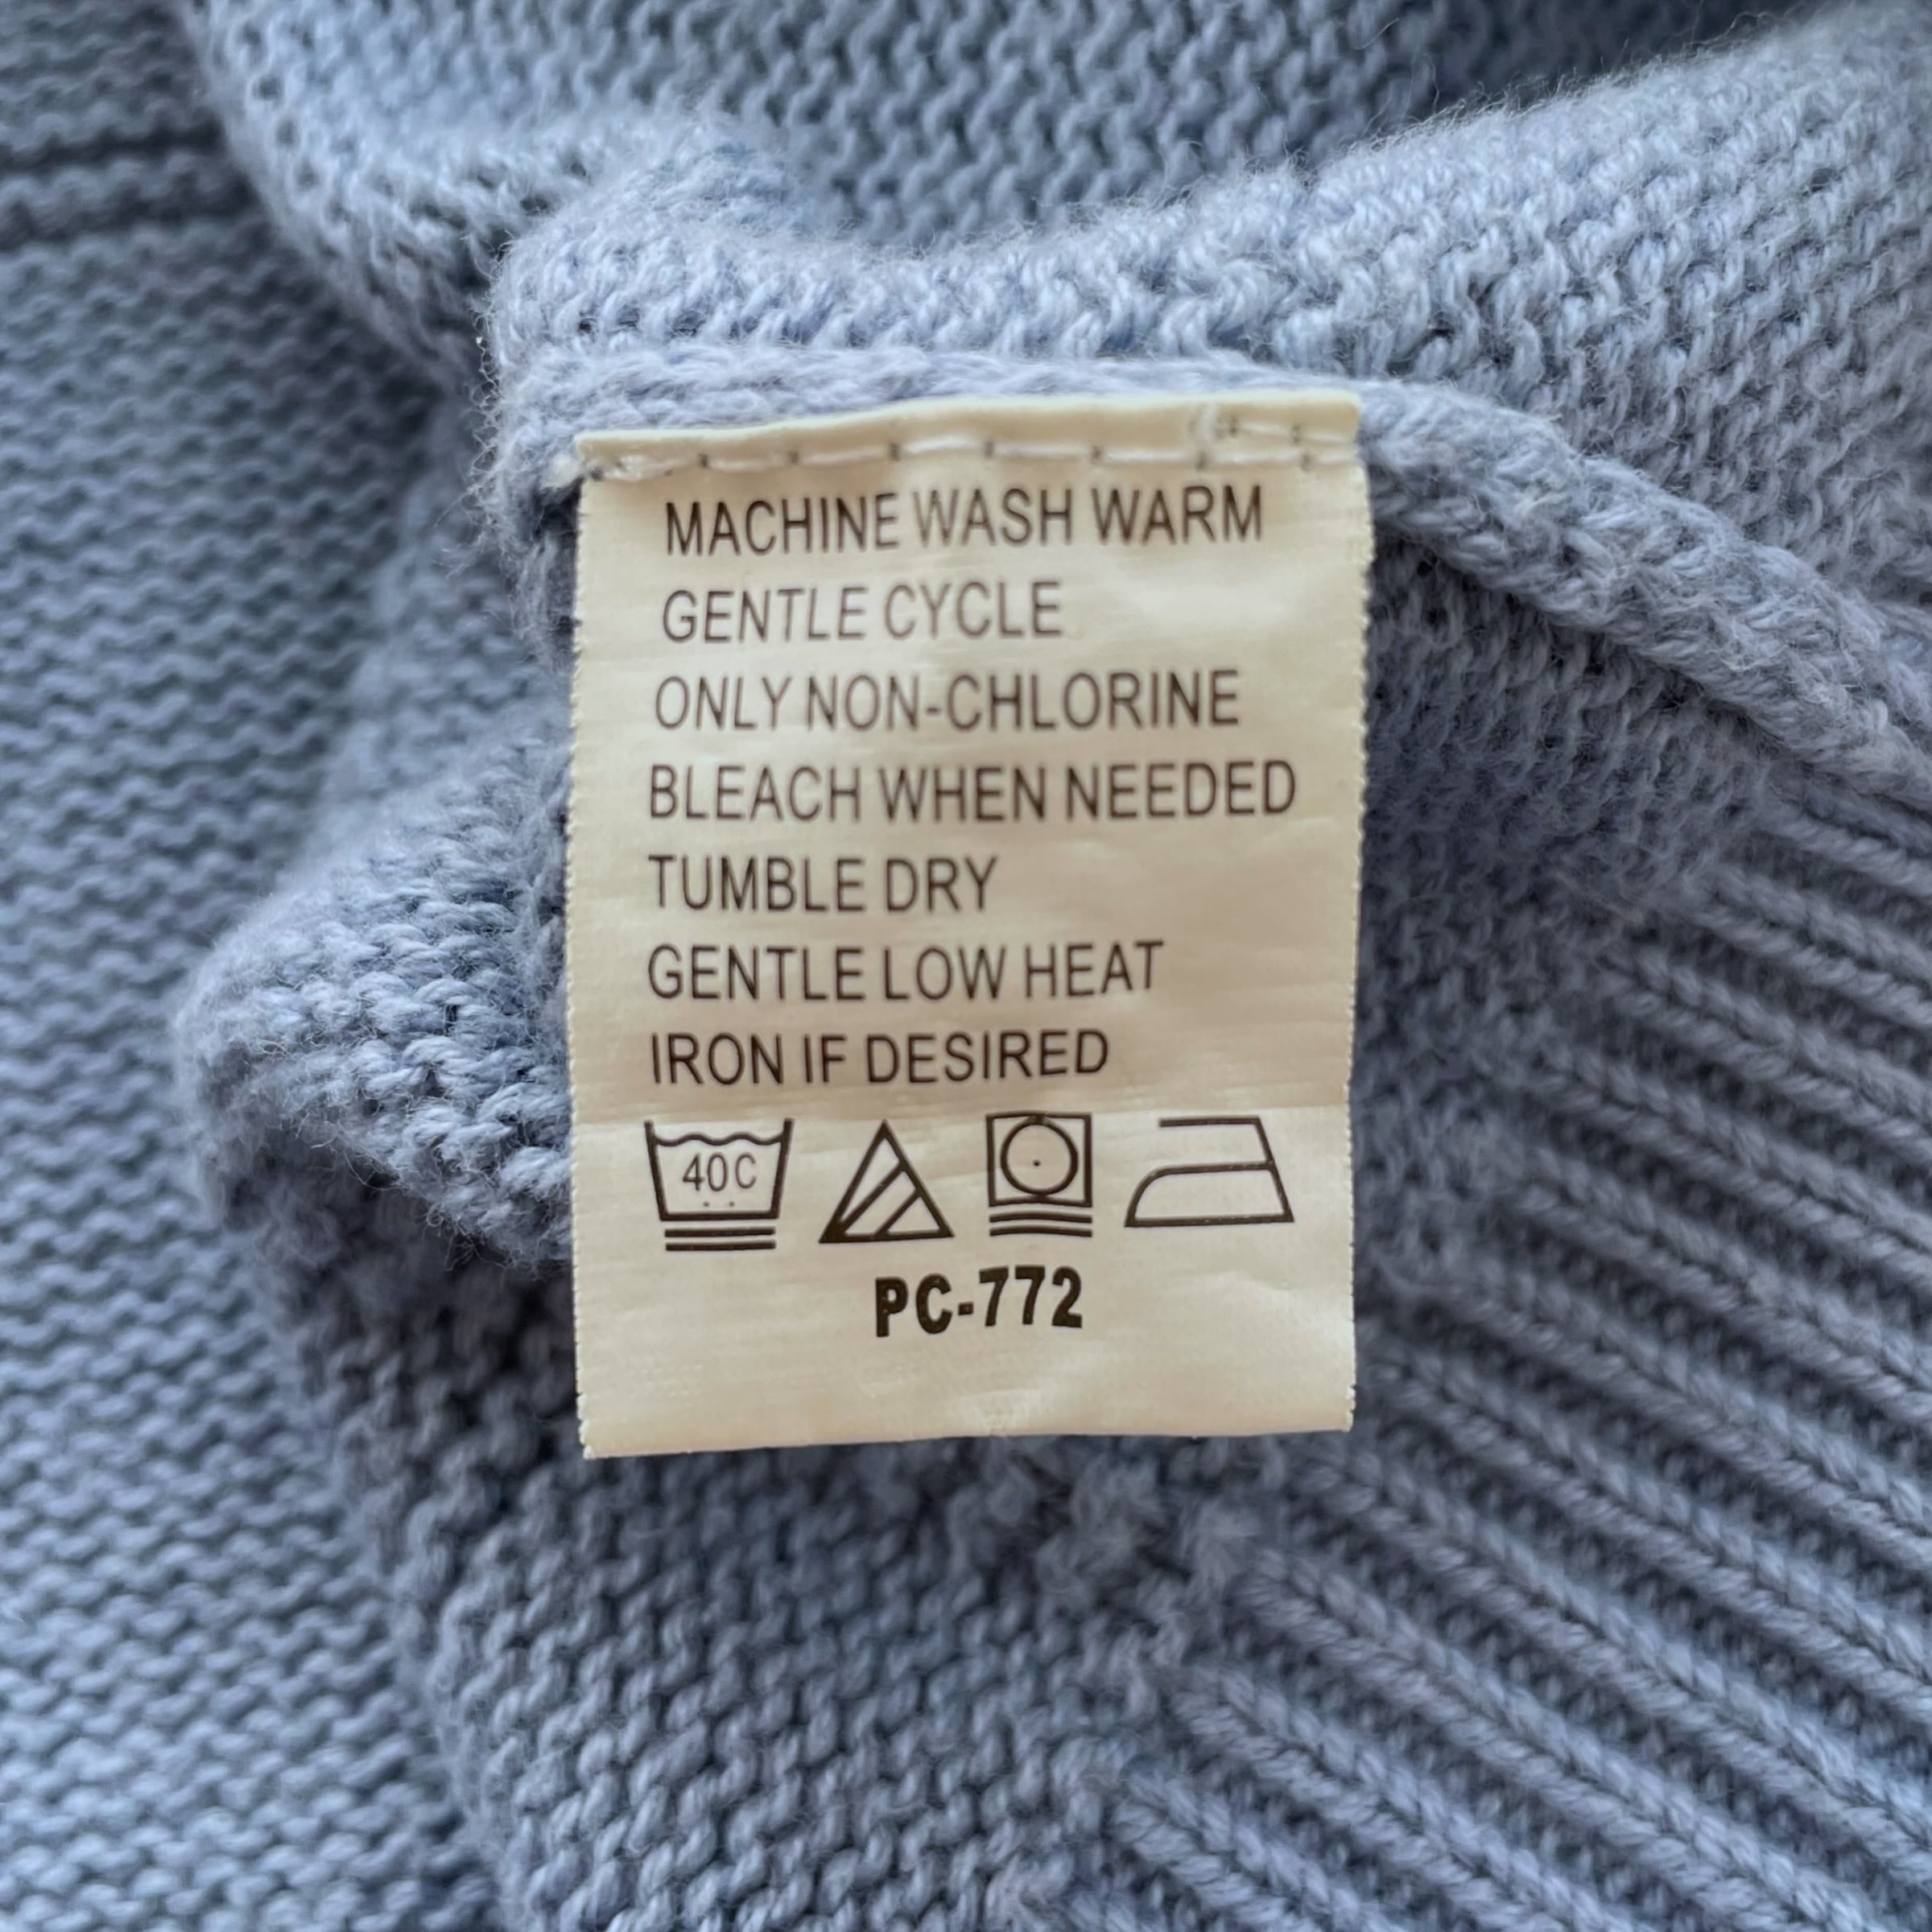 MACHINE WASH WARM
GENTLE CYCLE
ONLY NON-CHLORINE
BLEACH WHEN NEEDED
TUMBLE DRY
GENTLE LOW HEAT
IRON IF DESIRED
40C
PC-772